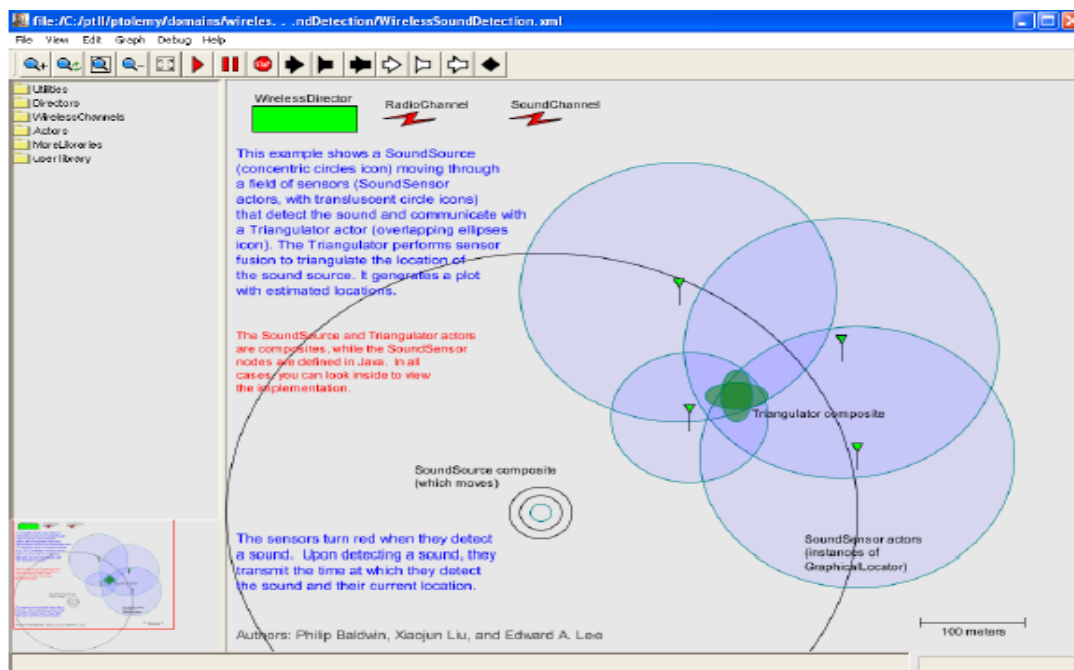 file:/C:/ptII/ptolemy/domains/wireles. . .ndDetection/WirelessSoundDetection.xml
File View Edit Graph Debug Help
Utilities
Directors
WirelessChannels
Actors
MoreLibraries
user library
WirelessDirector
RadioChannel
SoundChannel
This example shows a SoundSource
(concentric circles icon) moving through
a field of sensors (SoundSensor
actors, with transluscent circle icons)
that detect the sound and communicate with
a Triangulator actor (overlapping ellipses
icon). The Triangulator performs sensor
fusion to triangulate the location of
the sound source. It generates a plot
with estimated locations.
The SoundSource and Triangulator actors
are composites, while the SoundSensor
nodes are defined in Java. In all
cases, you can look inside to view
the implementation.
Triangulator composite
SoundSource composite
(which moves)
The sensors turn red when they detect
a sound. Upon detecting a sound, they
transmit the time at which they detect
the sound and their current location.
SoundSensor actors
(instances of
GraphicalLocator)
Authors: Philip Baldwin, Xiaojun Liu, and Edward A. Lee
100 meters